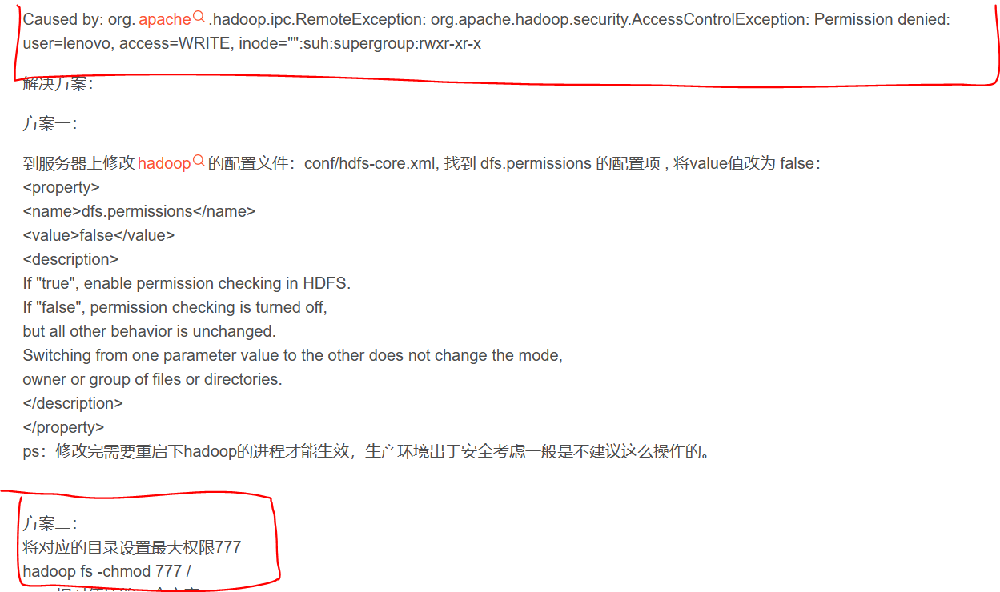 Caused by: org. apache .hadoop.ipc.RemoteException: org.apache.hadoop.security.AccessControlException: Permission denied:
user=lenovo, access=WRITE, inode="":suh:supergroup:rwxr-xr-x
解决方案：
方案一：
到服务器上修改 hadoop 的配置文件：conf/hdfs-core.xml, 找到 dfs.permissions 的配置项 , 将value值改为 false：
<property>
<name>dfs.permissions</name>
<value>false</value>
<description>
If "true", enable permission checking in HDFS.
If "false", permission checking is turned off,
but all other behavior is unchanged.
Switching from one parameter value to the other does not change the mode,
owner or group of files or directories.
</description>
</property>
ps：修改完需要重启下hadoop的进程才能生效，生产环境出于安全考虑一般是不建议这么操作的。
方案二：
将对应的目录设置最大权限777
hadoop fs -chmod 777 /